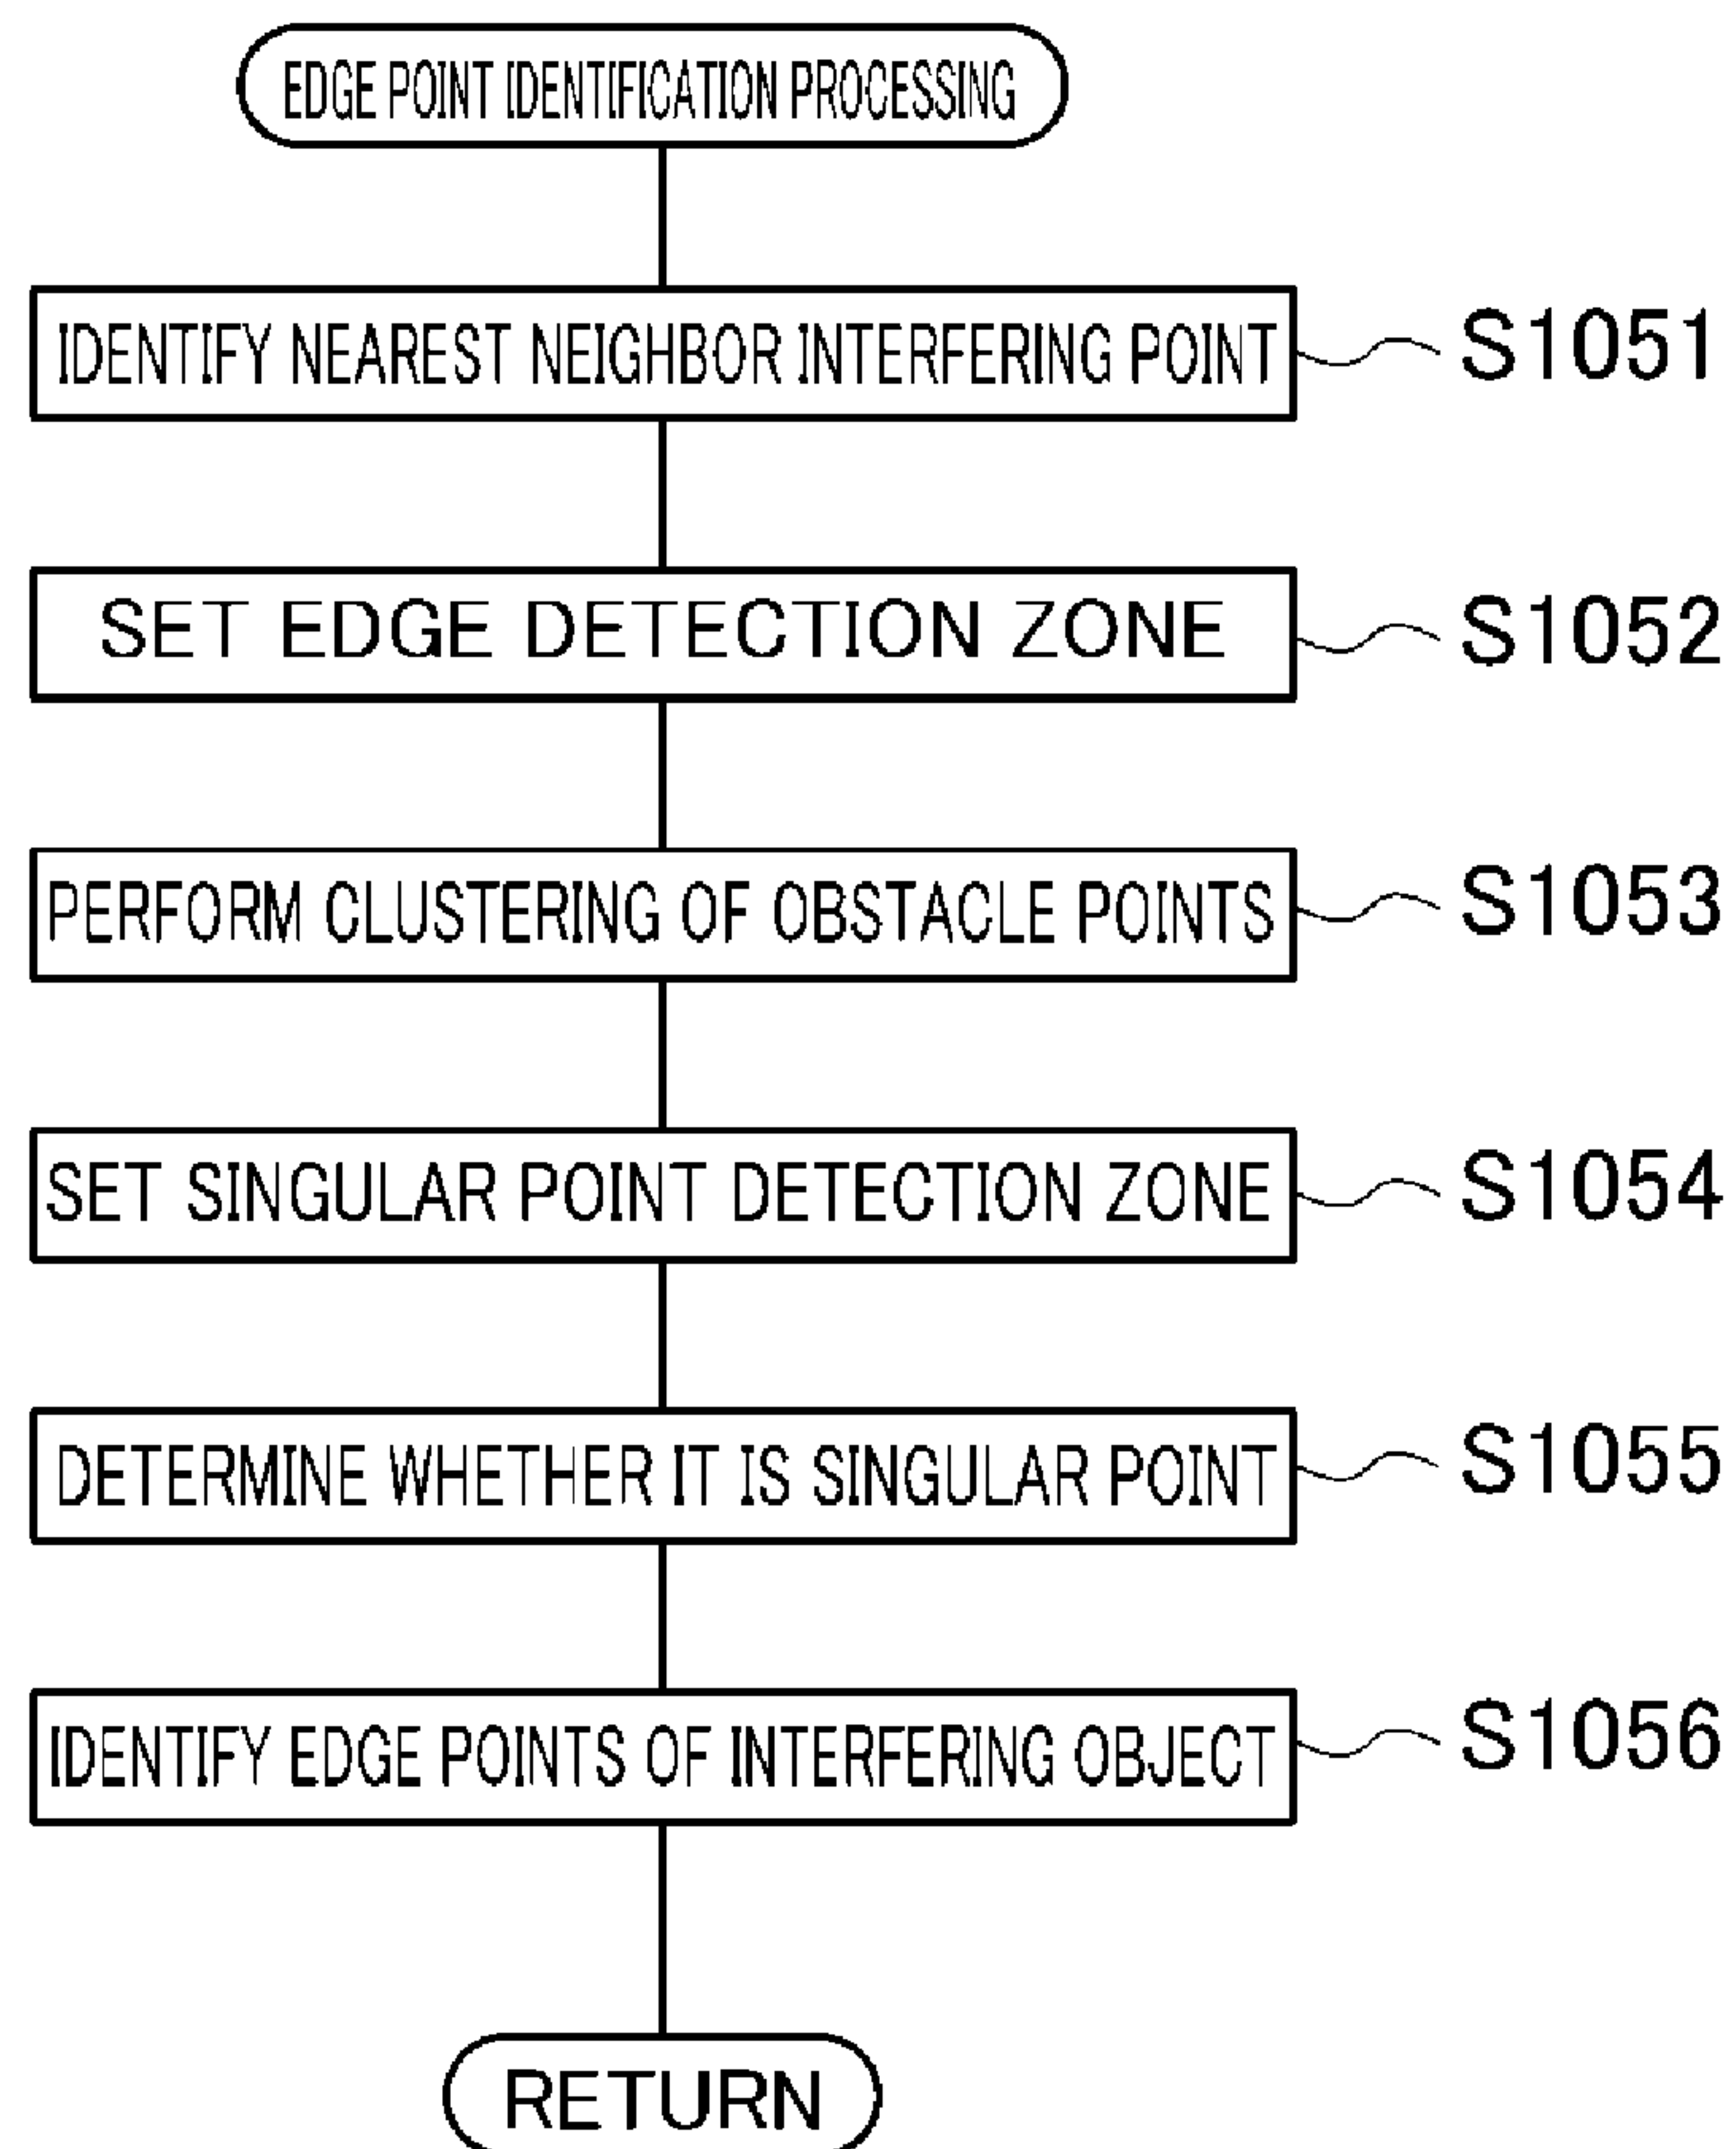 EDGE POINT IDENTIFICATION PROCESSING
IDENTIFY NEAREST NEIGHBOR INTERFERING POINT
S1051
SET EDGE DETECTION ZONE
S1052
PERFORM CLUSTERING OF OBSTACLE POINTS
S1053
SET SINGULAR POINT DETECTION ZONE
S1054
DETERMINE WHETHER IT IS SINGULAR POINT
S1055
IDENTIFY EDGE POINTS OF INTERFERING OBJECT
S1056
RETURN